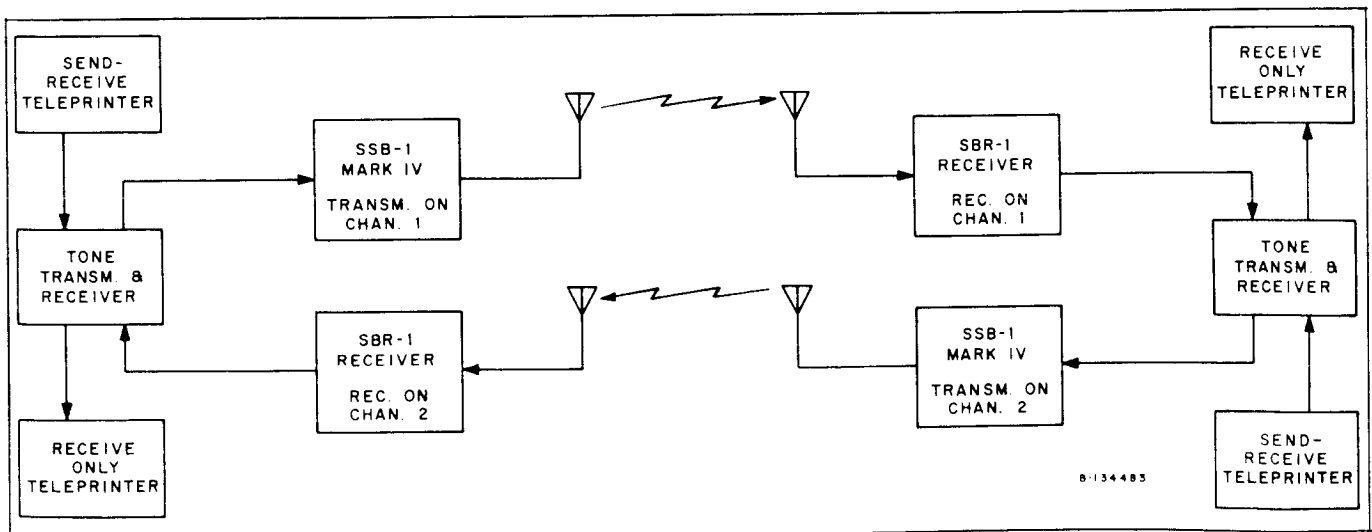 SEND-
RECEIVE
TELEPRINTER
RECEIVE
ONLY
TELEPRINTER
SSB-1
MARK IV
TRANSM. ON
CHAN. 1
SBR-1
RECEIVER
REC. ON
CHAN. 1
TONE
TRANSM. &
RECEIVER
TONE
TRANSM. &
RECEIVER
SBR-1
RECEIVER
REC. ON
CHAN. 2
SSB-1
MARK IV
TRANSM. ON
CHAN. 2
RECEIVE
ONLY
TELEPRINTER
SEND-
RECEIVE
TELEPRINTER
B-134483